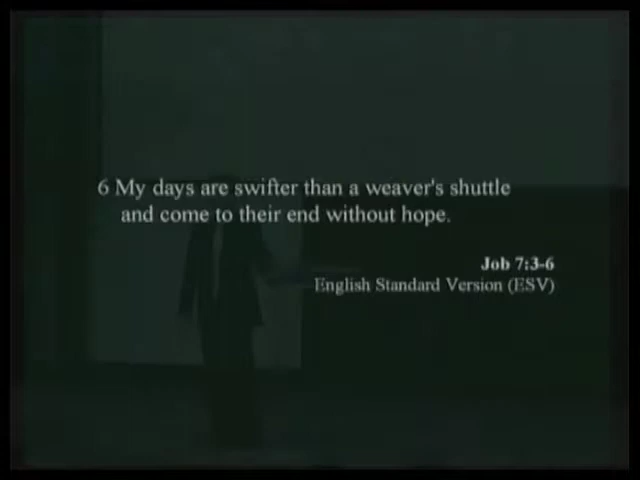 6 My days are swifter than a weaver's shuttle
and come to their end without hope.
Job 7:3-6
English Standard Version (ESV)